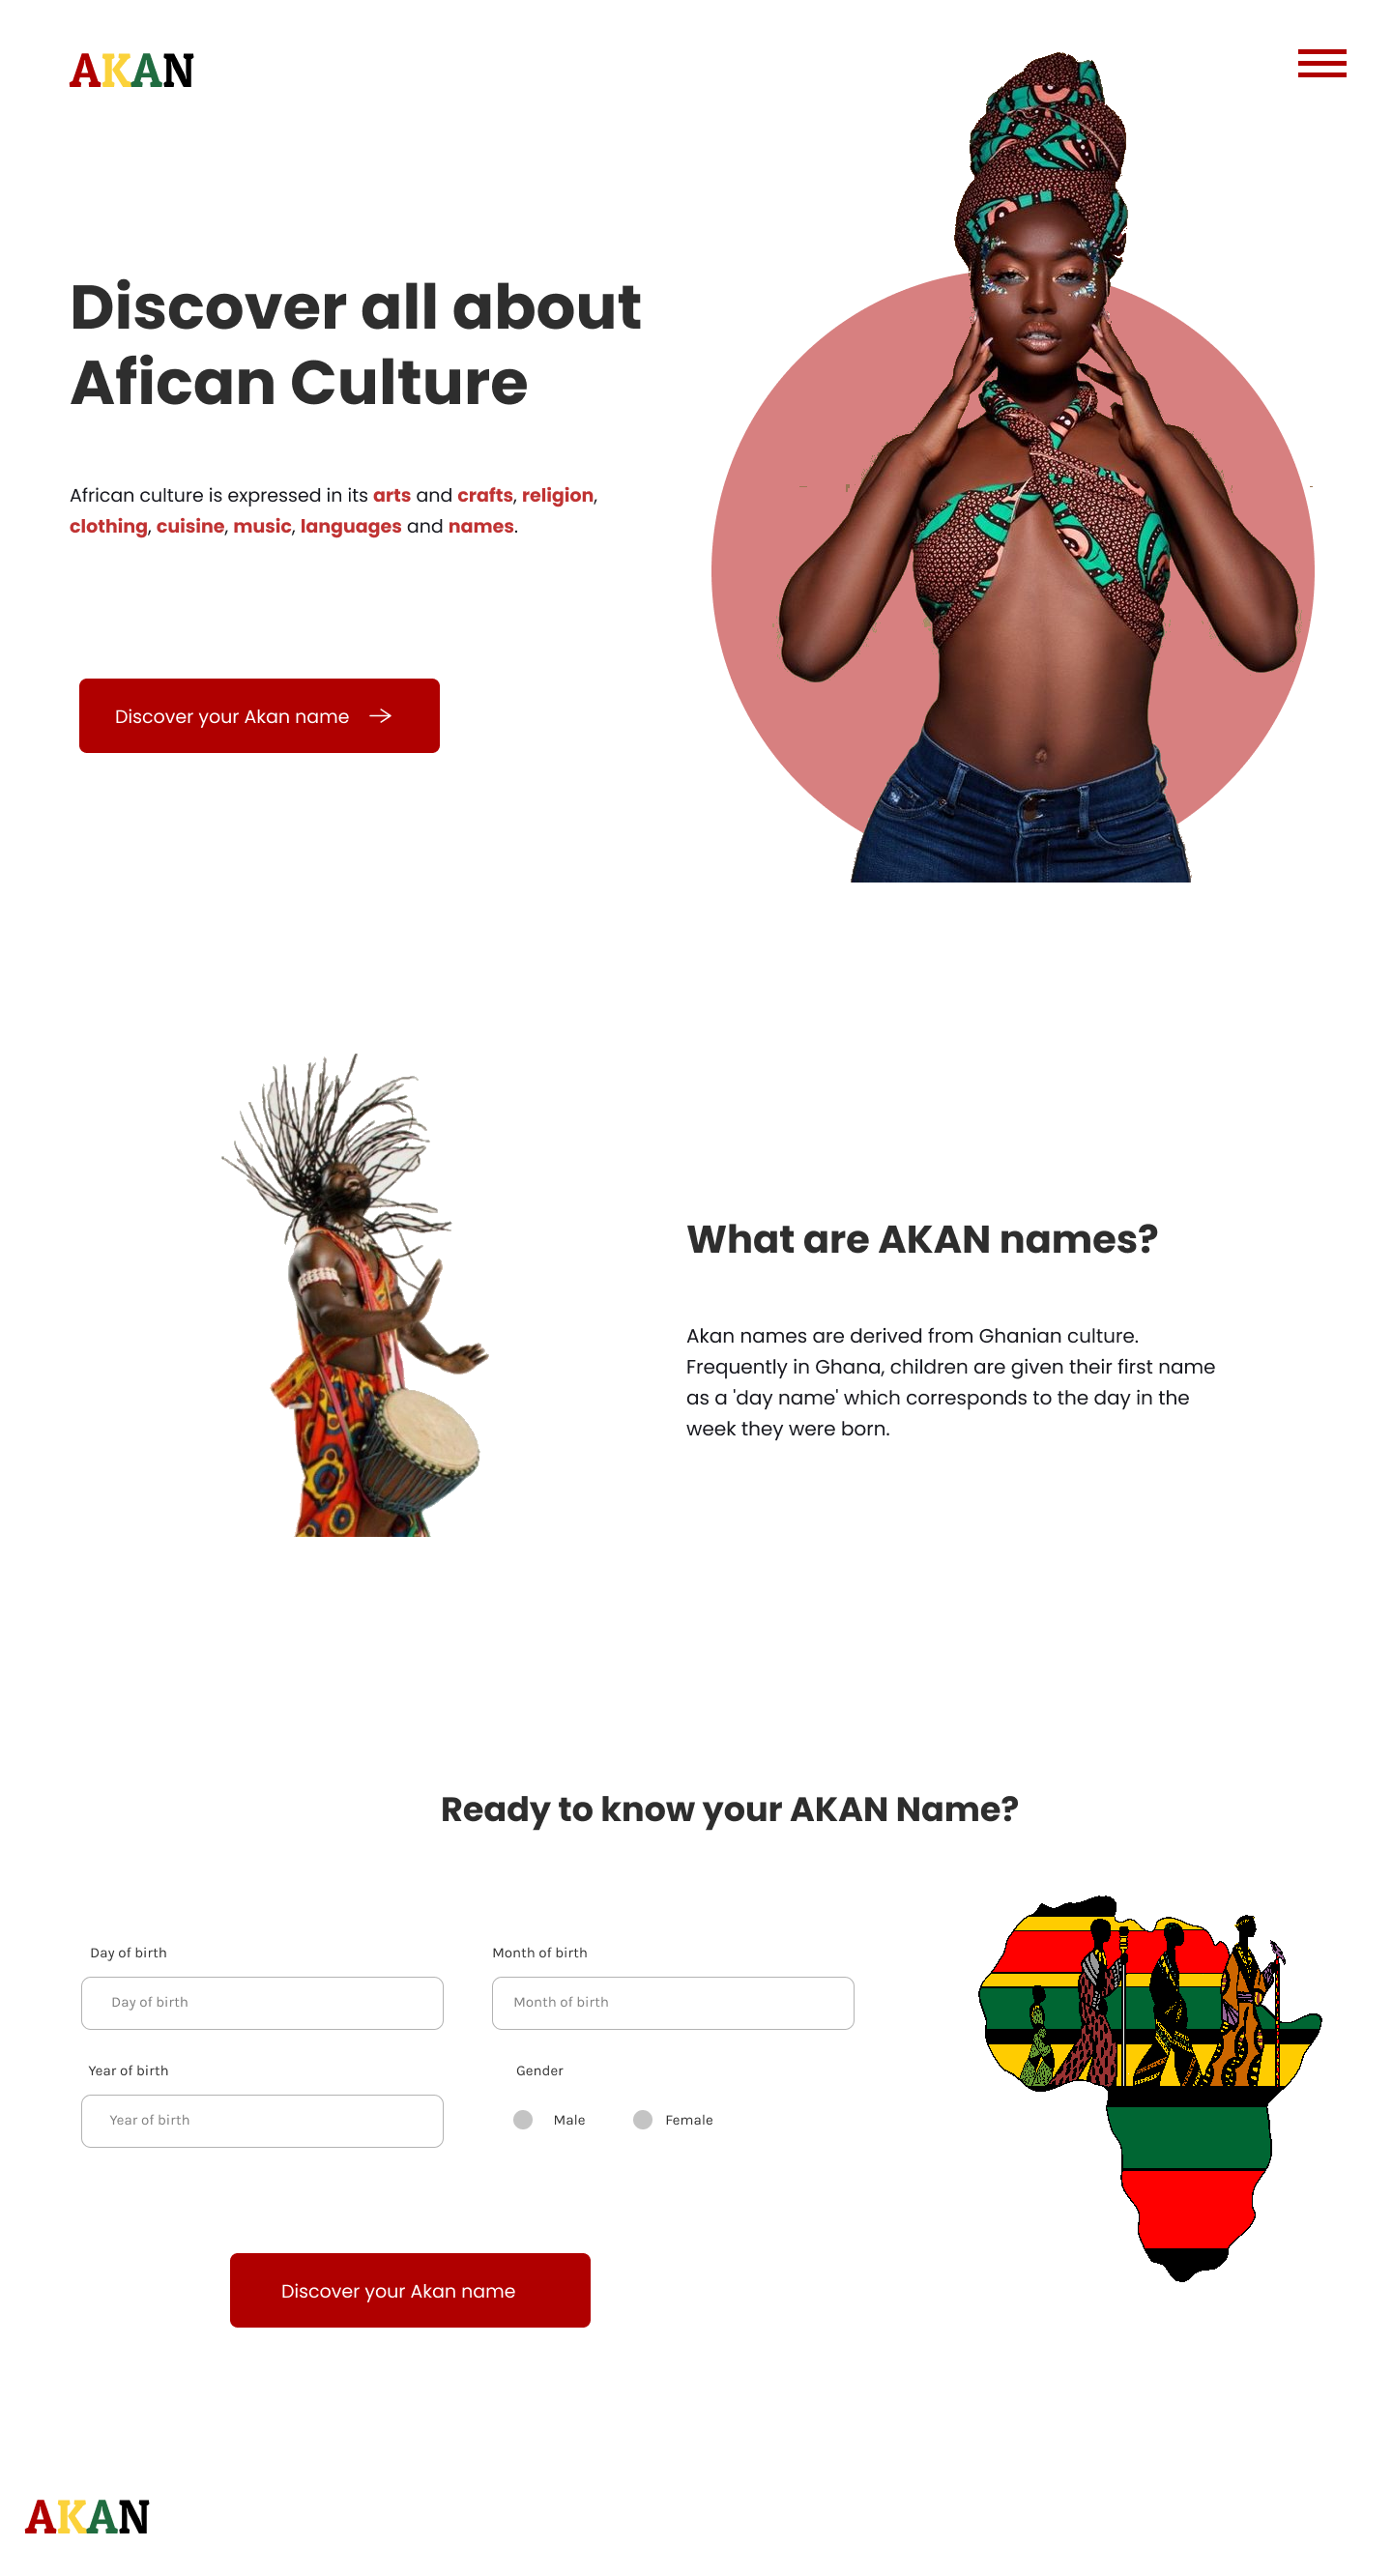 AKAN
Discover all about
Afican Culture
African culture is expressed in its arts and crafts, religion,
clothing, cuisine, music, languages and names.
Discover your Akan name
What are AKAN names?
Akan names are derived from Ghanian culture.
Frequently in Ghana, children are given their first name
as a 'day name' which corresponds to the day in the
week they were born.
Ready to know your AKAN Name?
Day of birth
Day of birth
Month of birth
Month of birth
Year of birth
Year of birth
Gender
Male Female
Discover your Akan name
AKAN